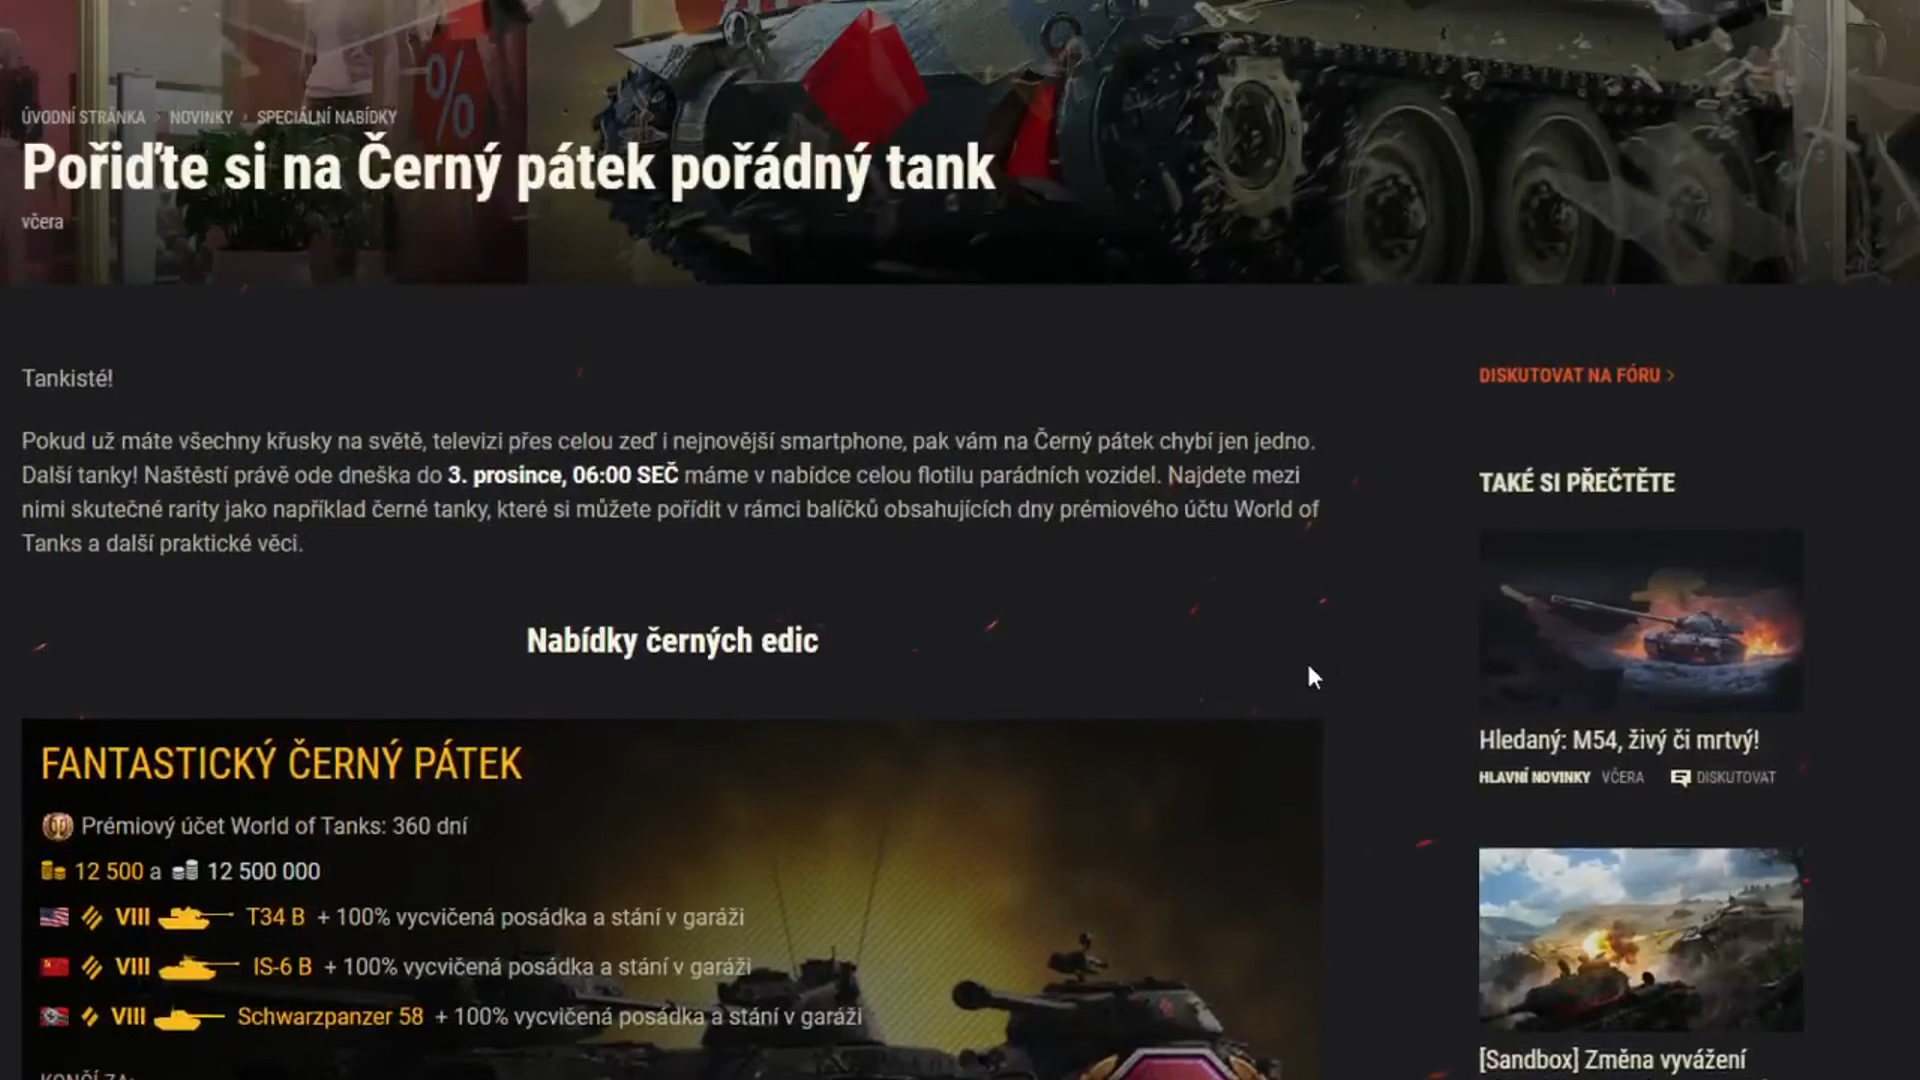 %
ÚVODNÍ STRÁNKA > NOVINKY > SPECIÁLNÍ NABÍDKY
Pořiďte si na Černý pátek pořádný tank
včera
Tankisté!
Pokud už máte všechny křusky na světě, televizi přes celou zeď i nejnovější smartphone, pak vám na Černý pátek chybí jen jedno.
Další tanky! Naštěstí právě ode dneška do 3. prosince, 06:00 SEČ máme v nabídce celou flotilu parádních vozidel. Najdete mezi
nimi skutečné rarity jako například černé tanky, které si můžete pořídit v rámci balíčků obsahujících dny prémiového účtu World of
Tanks a další praktické věci.
Nabídky černých edic
FANTASTICKÝ ČERNÝ PÁTEK
Prémiový účet World of Tanks: 360 dní
12 500 a 12 500 000
VIII T34 B + 100% vycvičená posádka a stání v garáži
VIII IS-6 B + 100% vycvičená posádka a stání v garáži
VIII Schwarzpanzer 58 + 100% vycvičená posádka a stání v garáži
KONČÍ ZA:
DISKUTOVAT NA FÓRU >
TAKÉ SI PŘEČTĚTE
Hledaný: M54, živý či mrtvý!
HLAVNÍ NOVINKY VČERA DISKUTOVAT
[Sandbox] Změna vyvážení